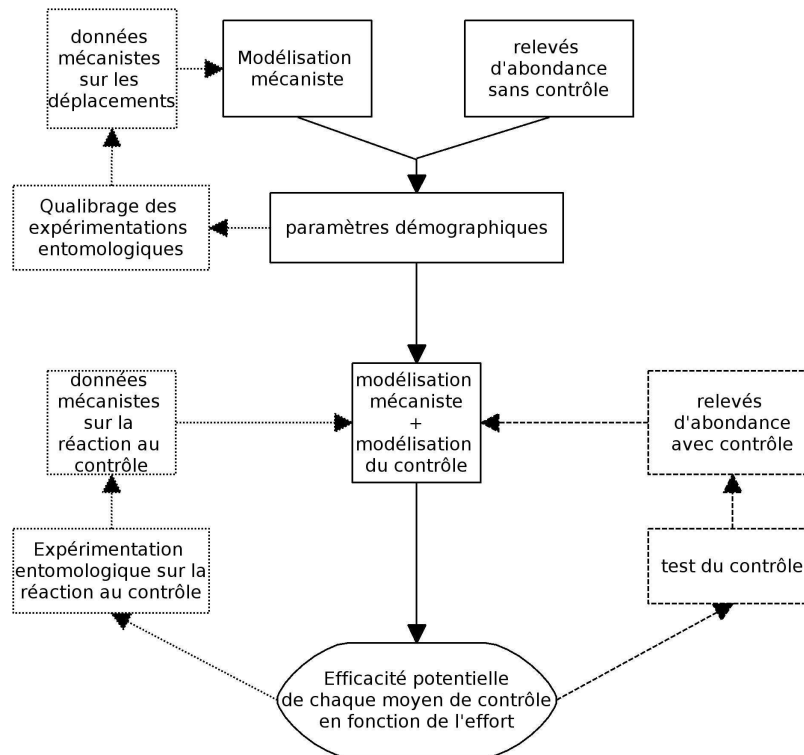 données
mécanistes
sur les
déplacements
Modélisation
mécaniste
relevés
d'abondance
sans contrôle
Qualibrage des
expérimentations
entomologiques
paramètres démographiques
données
mécanistes
sur la
réaction au
contrôle
modélisation
mécaniste
+
modélisation
du contrôle
relevés
d'abondance
avec contrôle
Expérimentation
entomologique sur la
réaction au contrôle
test du contrôle
Efficacité potentielle
de chaque moyen de contrôle
en fonction de l'effort